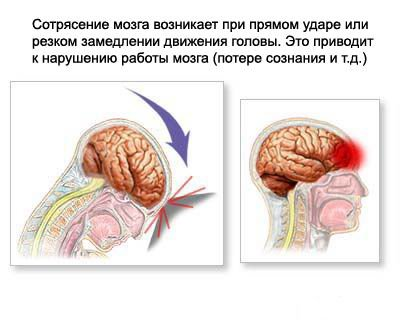 Сотрясение мозга возникает при прямом ударе или
резком замедлении движения головы. Это приводит
к нарушению работы мозга (потере сознания и т.д.)